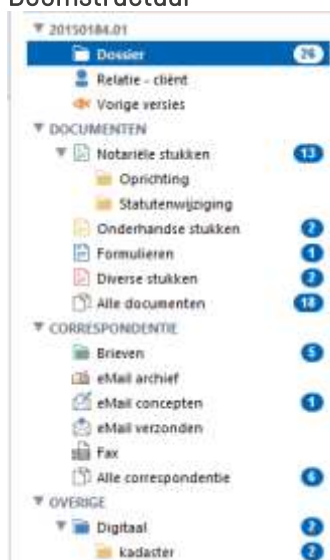 Boomstructuur
20150184.01
Dossier 26
Relatie - cliënt
Vorige versies
DOCUMENTEN
Notariële stukken 13
Oprichting
Statutenwijziging
Onderhandse stukken 2
Formulieren 1
Diverse stukken 2
Alle documenten 18
CORRESPONDENTIE
Brieven 5
eMail archief
eMail concepten 1
eMail verzonden
Fax
Alle correspondentie 6
OVERIGE
Digitaal 2
kadaster 2